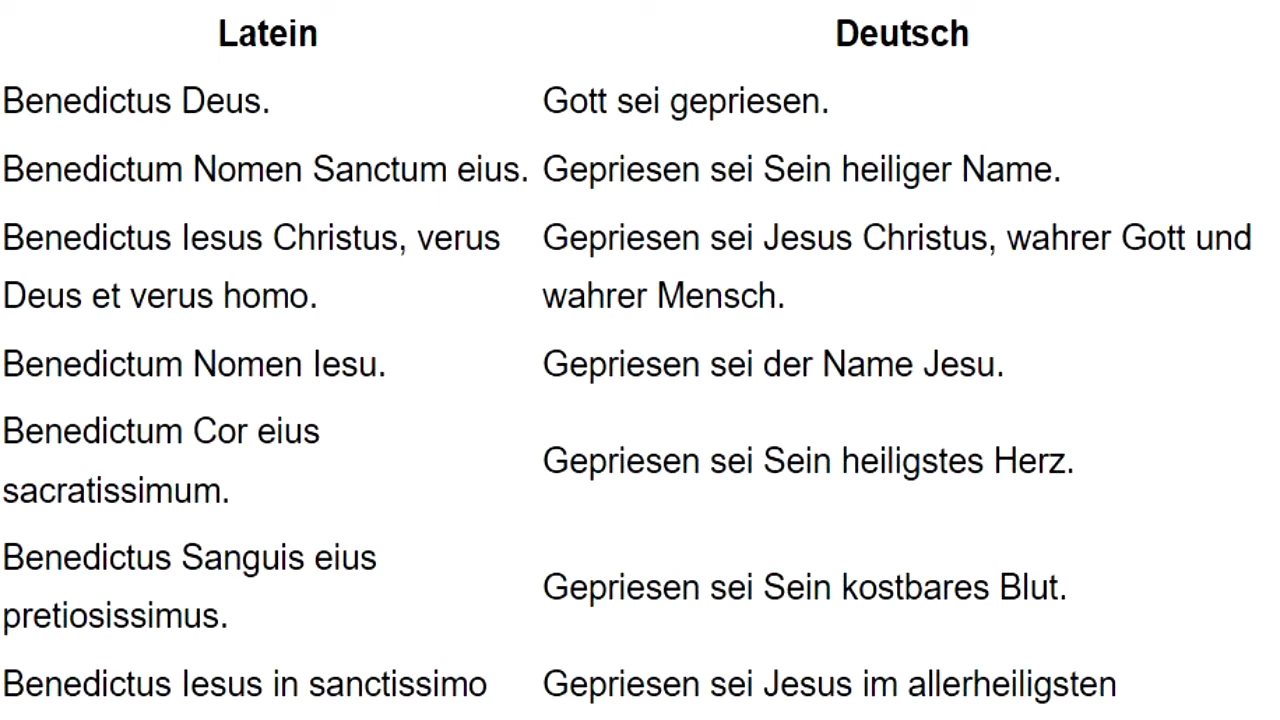 Latein Deutsch
Benedictus Deus. Gott sei gepriesen.
Benedictum Nomen Sanctum eius. Gepriesen sei Sein heiliger Name.
Benedictus Iesus Christus, verus Gepriesen sei Jesus Christus, wahrer Gott und
Deus et verus homo. wahrer Mensch.
Benedictum Nomen Iesu. Gepriesen sei der Name Jesu.
Benedictum Cor eius
sacratissimum.
Gepriesen sei Sein heiligstes Herz.
Benedictus Sanguis eius
pretiosissimus.
Gepriesen sei Sein kostbares Blut.
Benedictus Iesus in sanctissimo Gepriesen sei Jesus im allerheiligsten